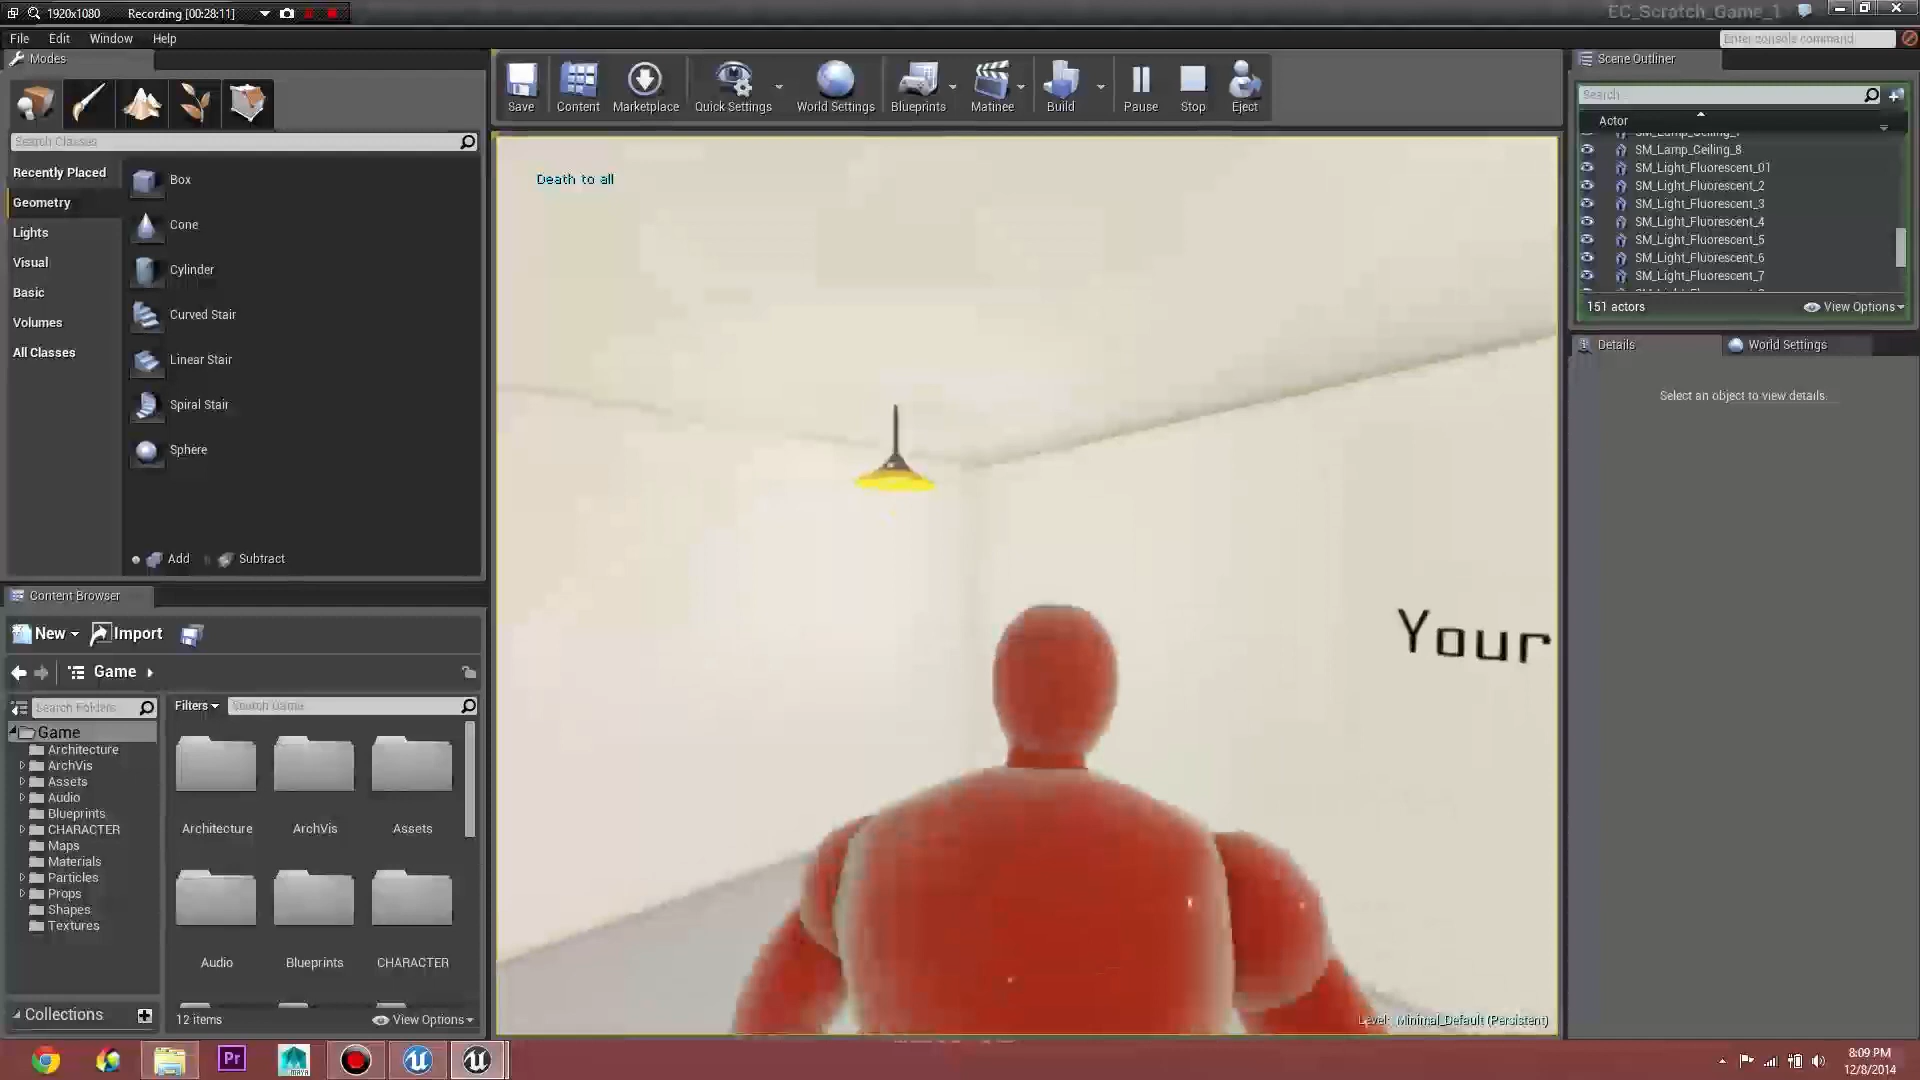 1920x1080 Recording [00:28:11] EC_Scratch_Game_1
File Edit Window Help Enter console command
Modes
Save Content Marketplace Quick Settings World Settings Blueprints Matinee Build Pause Stop Eject
Search Classes
Recently Placed
Geometry
Lights
Visual
Basic
Volumes
All Classes
Box
Cone
Cylinder
Curved Stair
Linear Stair
Spiral Stair
Sphere
Add Subtract
Content Browser
New Import
Game
Search Folders
Game
Architecture
ArchVis
Assets
Audio
Blueprints
CHARACTER
Maps
Materials
Particles
Props
Shapes
Textures
Collections
Filters Search Game
Architecture ArchVis Assets
Audio Blueprints CHARACTER
12 items View Options
Death to all
Your
Level: Minimal_Default (Persistent)
Scene Outliner
Search
Actor
SM_Lamp_Ceiling_8
SM_Light_Fluorescent_01
SM_Light_Fluorescent_2
SM_Light_Fluorescent_3
SM_Light_Fluorescent_4
SM_Light_Fluorescent_5
SM_Light_Fluorescent_6
SM_Light_Fluorescent_7
151 actors View Options
Details World Settings
Select an object to view details.
Pr
MAYA
8:09 PM
12/8/2014